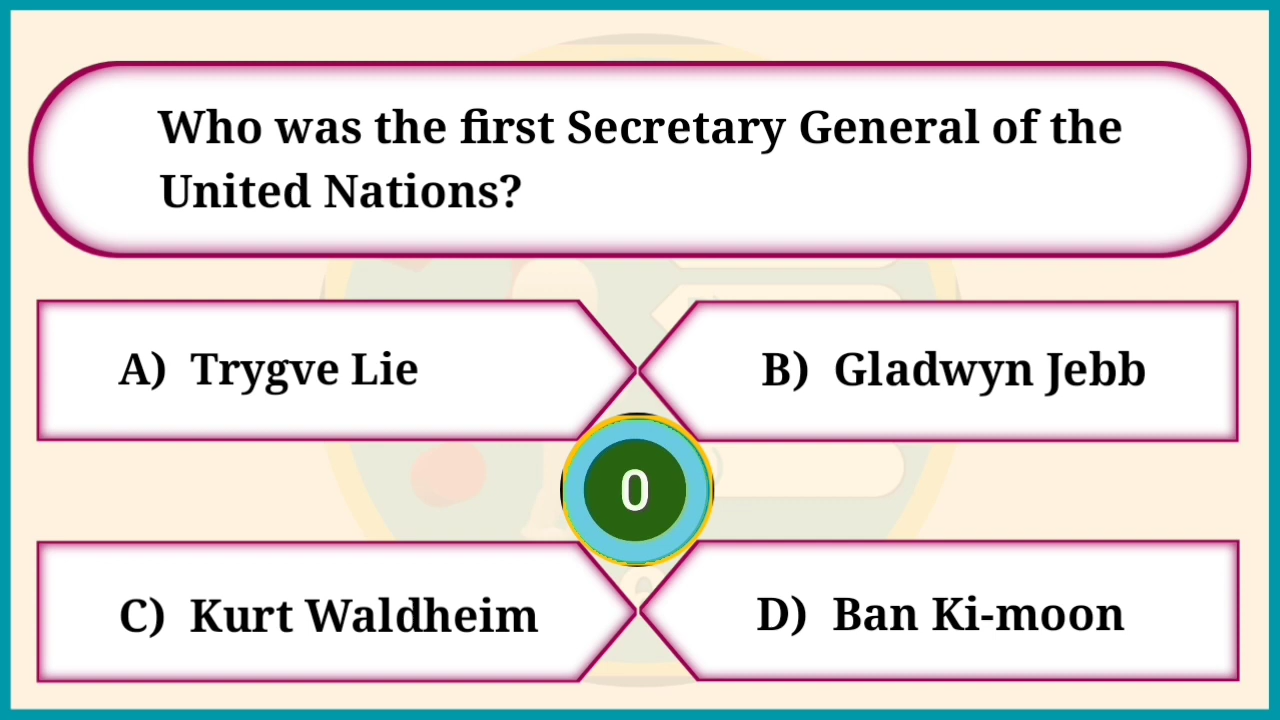 Who was the first Secretary General of the
United Nations?
A) Trygve Lie
B) Gladwyn Jebb
0
C) Kurt Waldheim
D) Ban Ki-moon